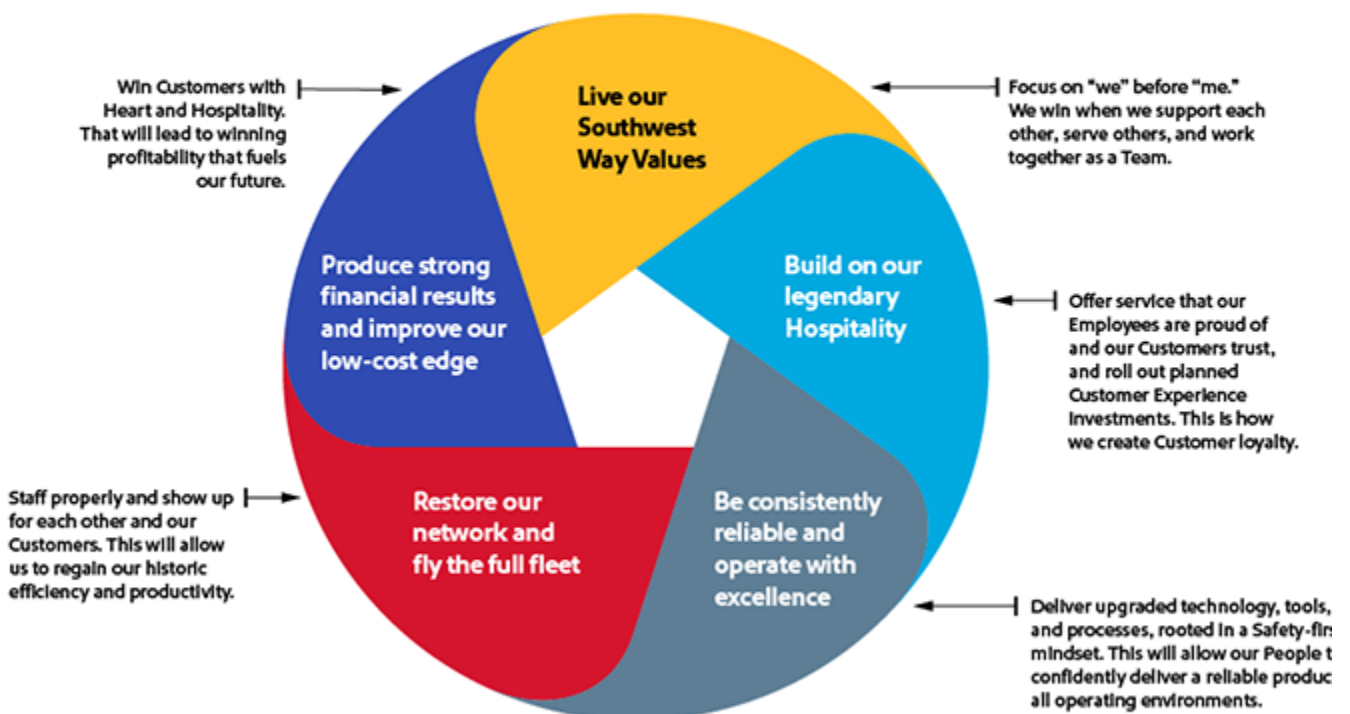 Win Customers with
Heart and Hospitality.
That will lead to winning
profitability that fuels
our future.
Live our
Southwest
Way Values
Focus on “we” before “me.”
We win when we support each
other, serve others, and work
together as a Team.
Produce strong
financial results
and improve our
low-cost edge
Build on our
legendary
Hospitality
Offer service that our
Employees are proud of
and our Customers trust,
and roll out planned
Customer Experience
Investments. This is how
we create Customer loyalty.
Staff properly and show up
for each other and our
Customers. This will allow
us to regain our historic
efficiency and productivity.
Restore our
network and
fly the full fleet
Be consistently
reliable and
operate with
excellence
Deliver upgraded technology, tools,
and processes, rooted in a
mindset. This will allow our People
confidently deliver a reliable
all operating environments.